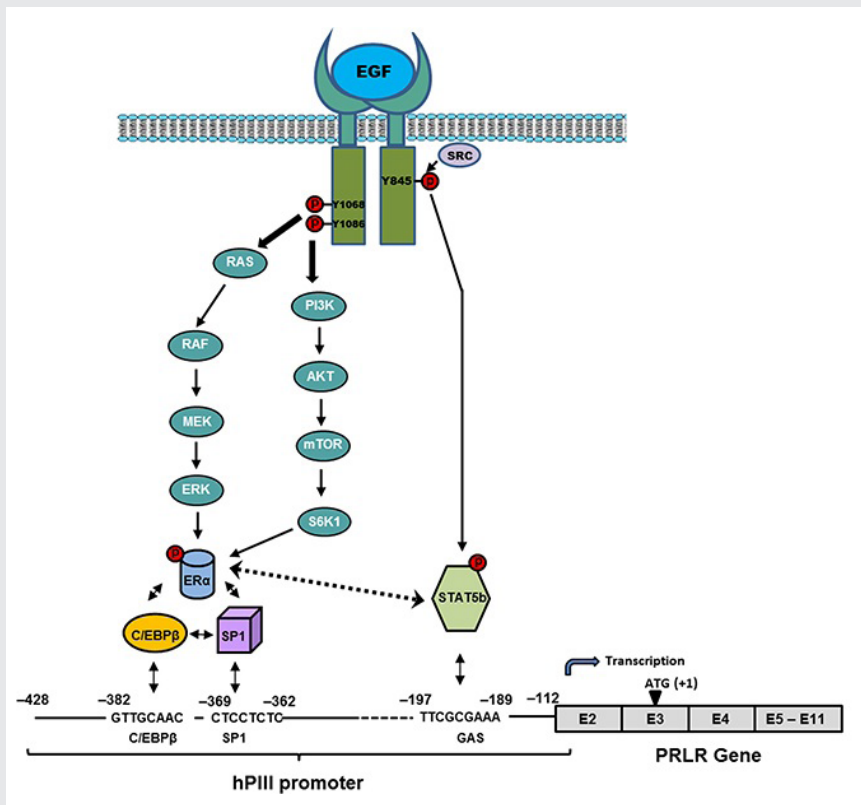 EGF
SRC
Y845 P
P Y1068
P Y1086
RAS
PI3K
RAF
AKT
MEK
mTOR
ERK
S6K1
P
P
ERα
STAT5b
C/EBPβ
SP1
Transcription
ATG (+1)
–428
–382
–369
–362
–197
–189
–112
GTTGCAAC
CTCCTCTC
TTCGCGAAA
E2
E3
E4
E5 – E11
C/EBPβ
SP1
GAS
PRLR Gene
hPIII promoter